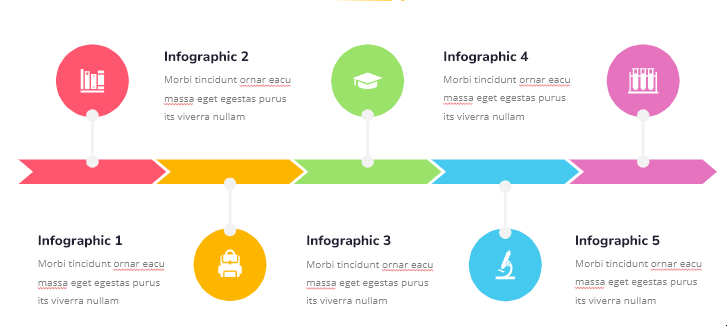 Infographic 2
Morbi tincidunt ornar eacu
massa eget egestas purus
its viverra nullam
Infographic 4
Morbi tincidunt ornar eacu
massa eget egestas purus
its viverra nullam
Infographic 1
Morbi tincidunt ornar eacu
massa eget egestas purus
its viverra nullam
Infographic 3
Morbi tincidunt ornar eacu
massa eget egestas purus
its viverra nullam
Infographic 5
Morbi tincidunt ornar eacu
massa eget egestas purus
its viverra nullam